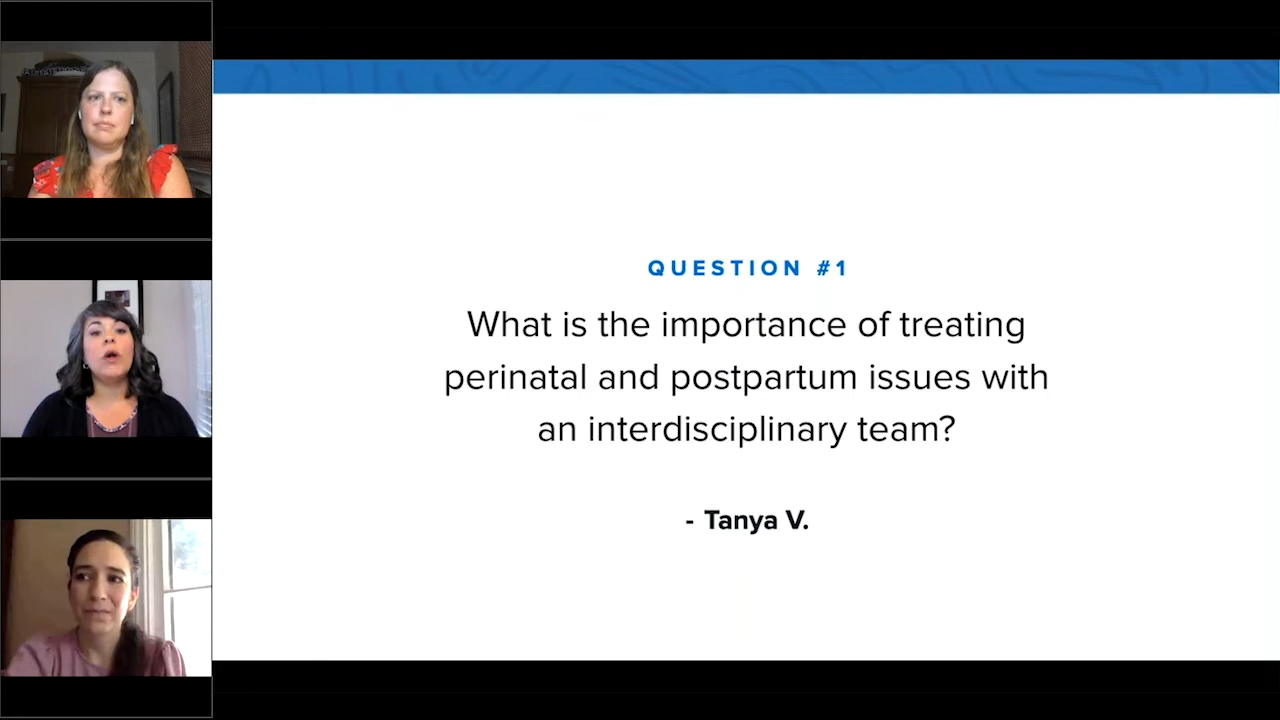 QUESTION #1
What is the importance of treating
perinatal and postpartum issues with
an interdisciplinary team?
- Tanya V.